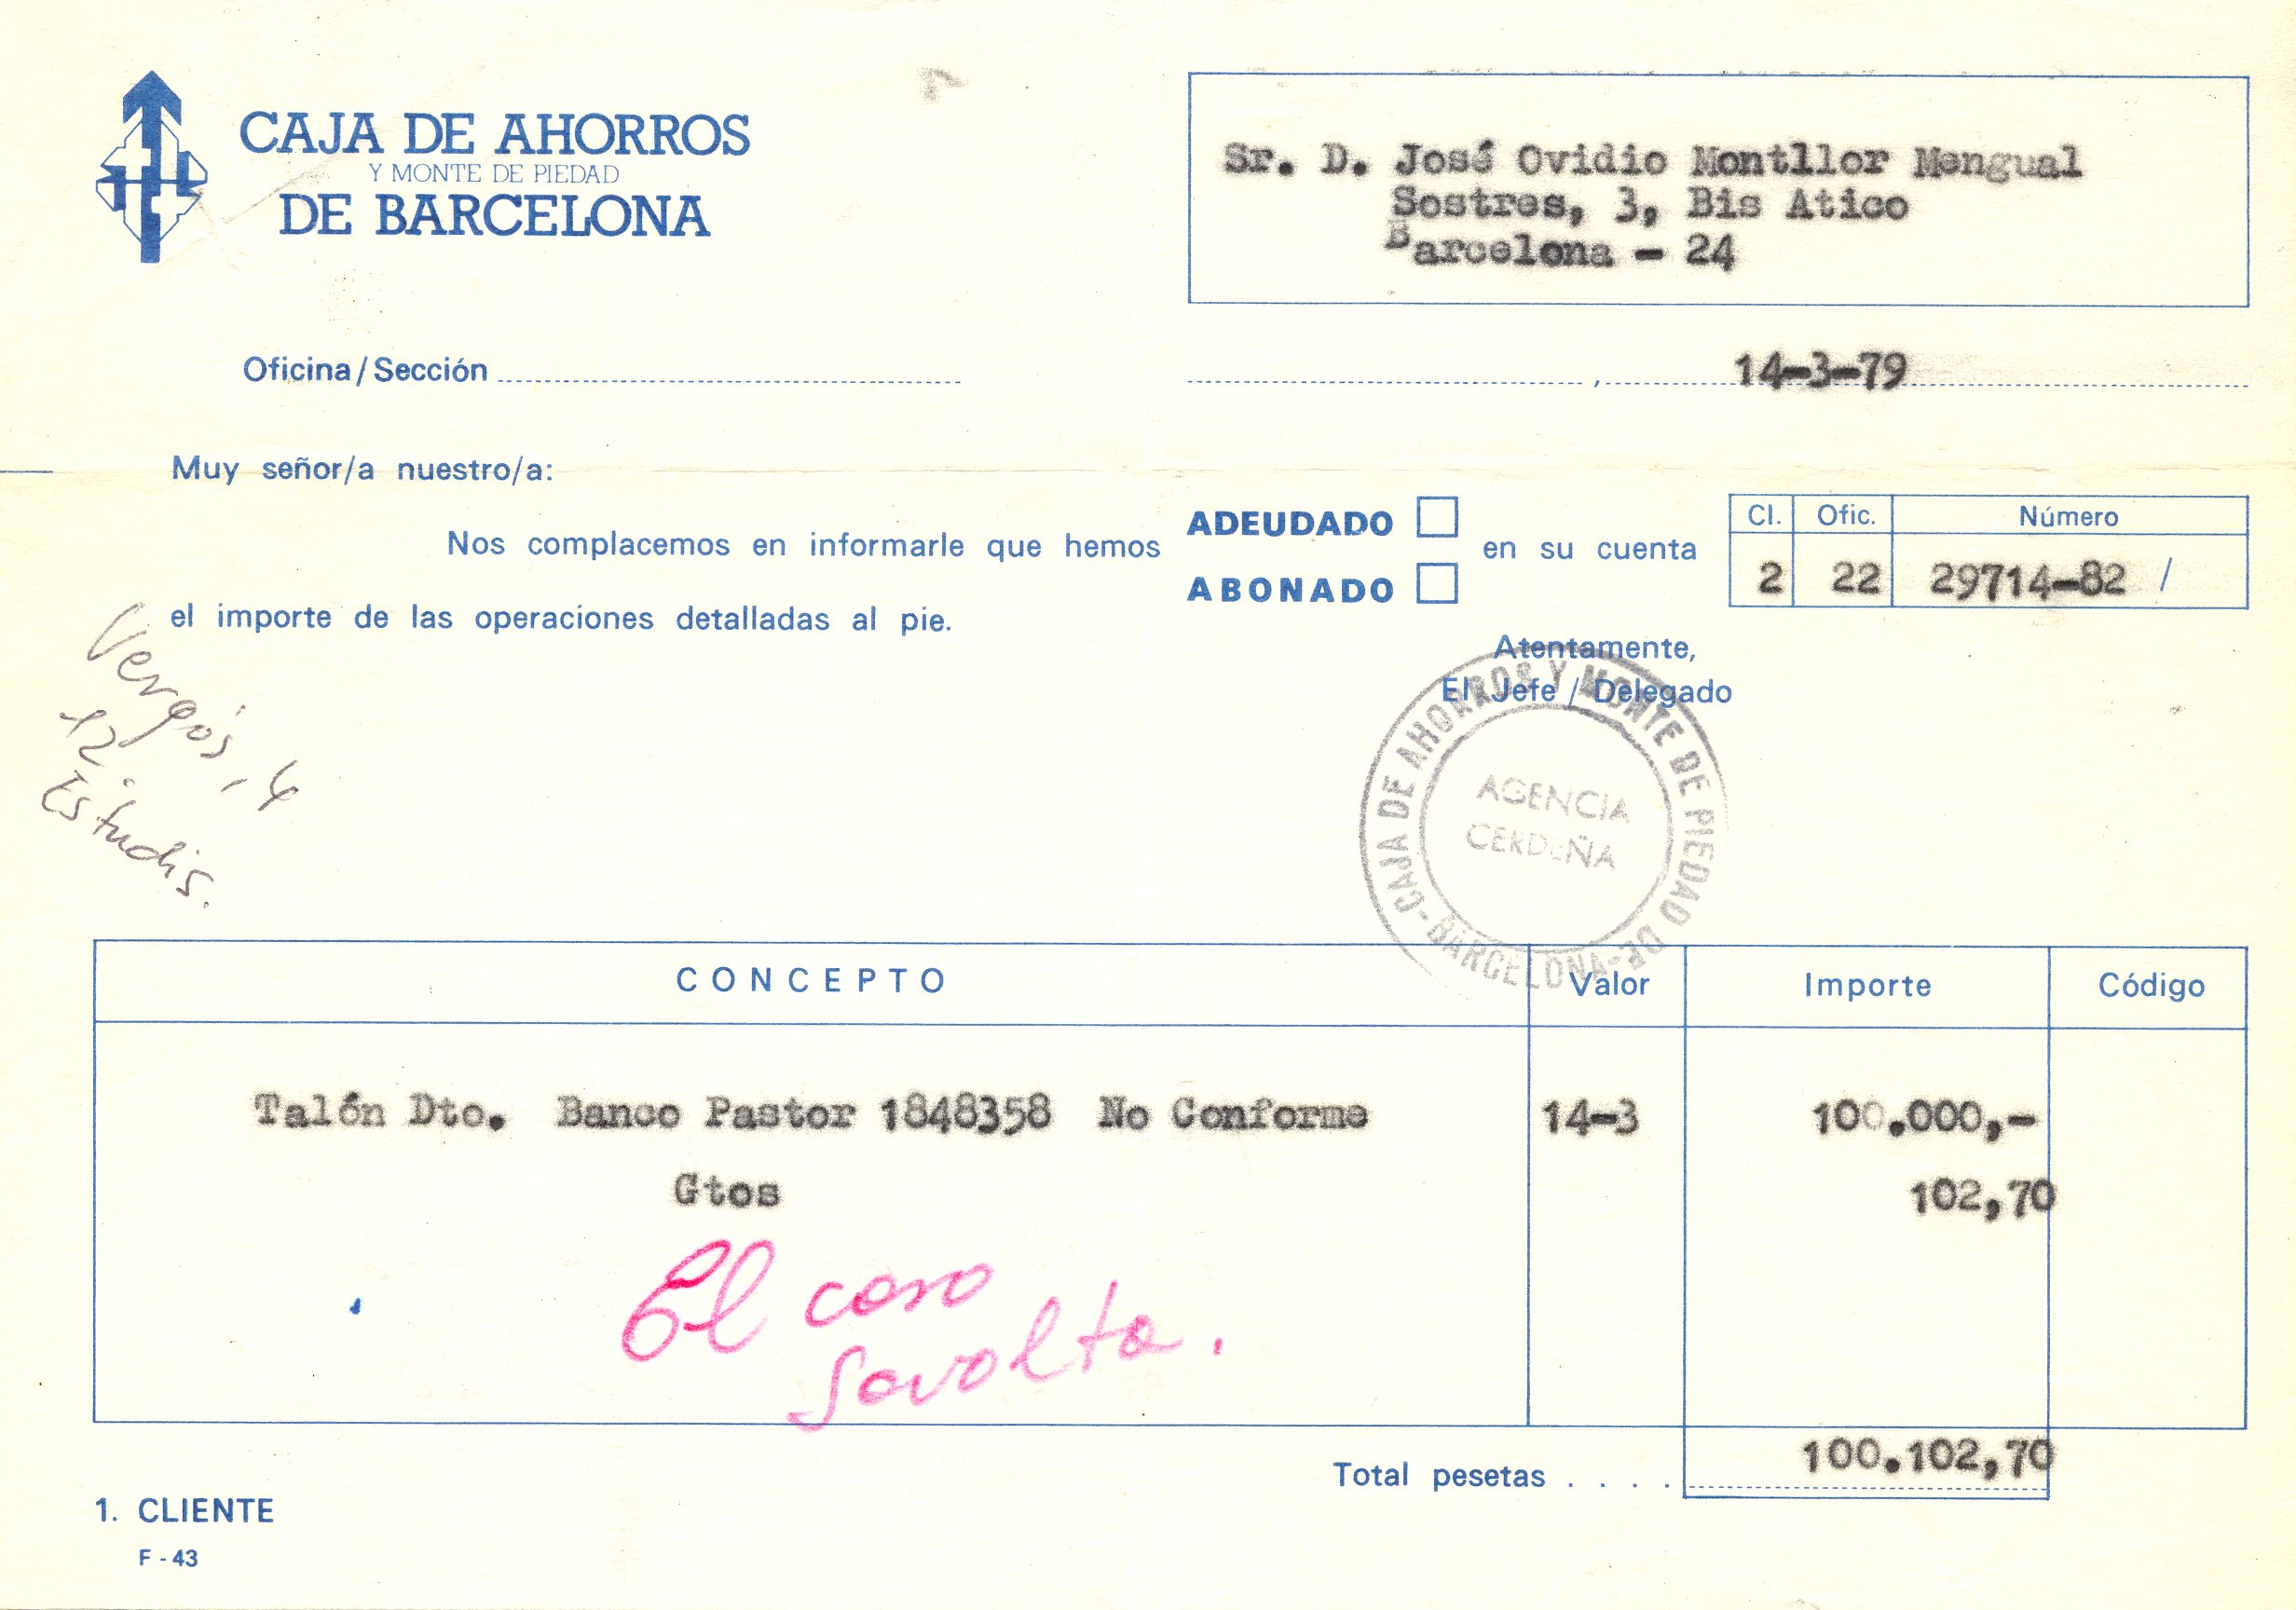 CAJA DE AHORROS
Y MONTE DE PIEDAD
DE BARCELONA
Sr. D. José Ovidio Montllor Mengual
Sostres, 3, Bis Atico
Barcelona - 24
Oficina/Sección
, 14-3-79
Muy señor/a nuestro/a:
Nos complacemos en informarle que hemos
ADEUDADO
ABONADO
en su cuenta
Cl. Ofic. Número
2 22 29714-82 /
el importe de las operaciones detalladas al pie.
Atentamente,
El Jefe / Delegado
CAJA DE AHORROS Y MONTE DE PIEDAD DE - BARCELONA -
AGENCIA
CERDEÑA
Vergós, 4
12.
Estudis.
CONCEPTO Valor Importe Código
Talón Dto. Banco Pastor 1848358 No Conforme 14-3 100.000,-
Gtos 102,70
El caso
Savolta.
Total pesetas . . . . 100.102,70
1. CLIENTE
F - 43